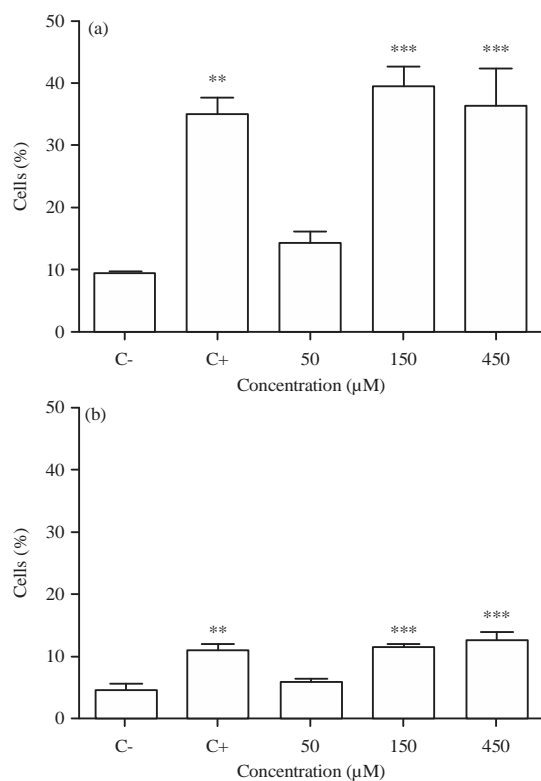 (a)
50
40
30
20
10
0
Cells (%)
**
***
***
C-
C+
50
150
450
Concentration (µM)
(b)
50
40
30
20
10
0
Cells (%)
**
***
***
C-
C+
50
150
450
Concentration (µM)